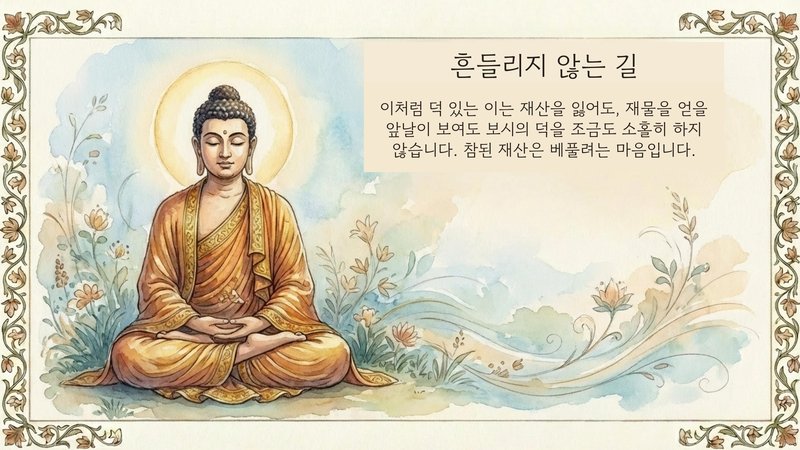 흔들리지 않는 길
이처럼 덕 있는 이는 재산을 잃어도, 재물을 얻을
앞날이 보여도 보시의 덕을 조금도 소홀히 하지
않습니다. 참된 재산은 베풀려는 마음입니다.